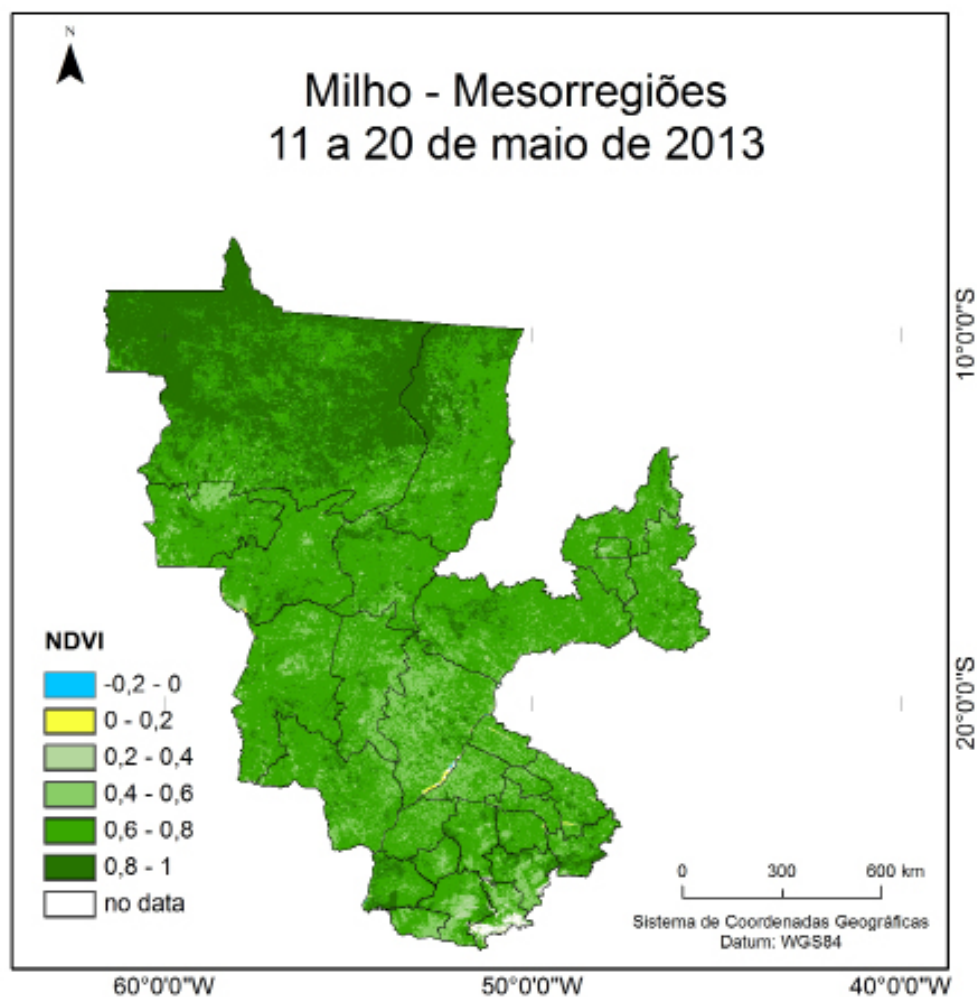 N
Milho - Mesorregiões
11 a 20 de maio de 2013
10°0'0"S
20°0'0"S
NDVI
-0,2 - 0
0 - 0,2
0,2 - 0,4
0,4 - 0,6
0,6 - 0,8
0,8 - 1
no data
0 300 600 km
Sistema de Coordenadas Geográficas
Datum: WGS84
60°0'0"W 50°0'0"W 40°0'0"W